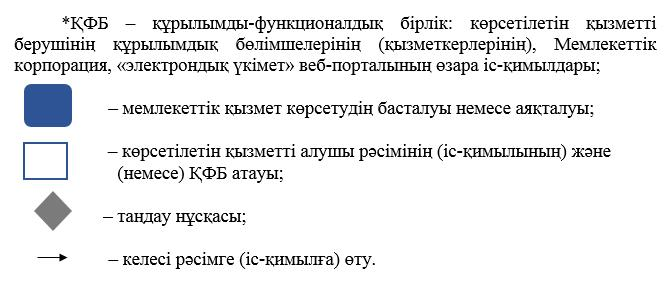 *ҚФБ – құрылымды-функционалдық бірлік: көрсетілетін қызметті
берушінің құрылымдық бөлімшелерінің (қызметкерлерінің), Мемлекеттік
корпорация, «электрондық үкімет» веб-порталының өзара іс-қимылдары;
– мемлекеттік қызмет көрсетудің басталуы немесе аяқталуы;
– көрсетілетін қызметті алушы рәсімінің (іс-қимылының) және
(немесе) ҚФБ атауы;
– таңдау нұсқасы;
– келесі рәсімге (іс-қимылға) өту.